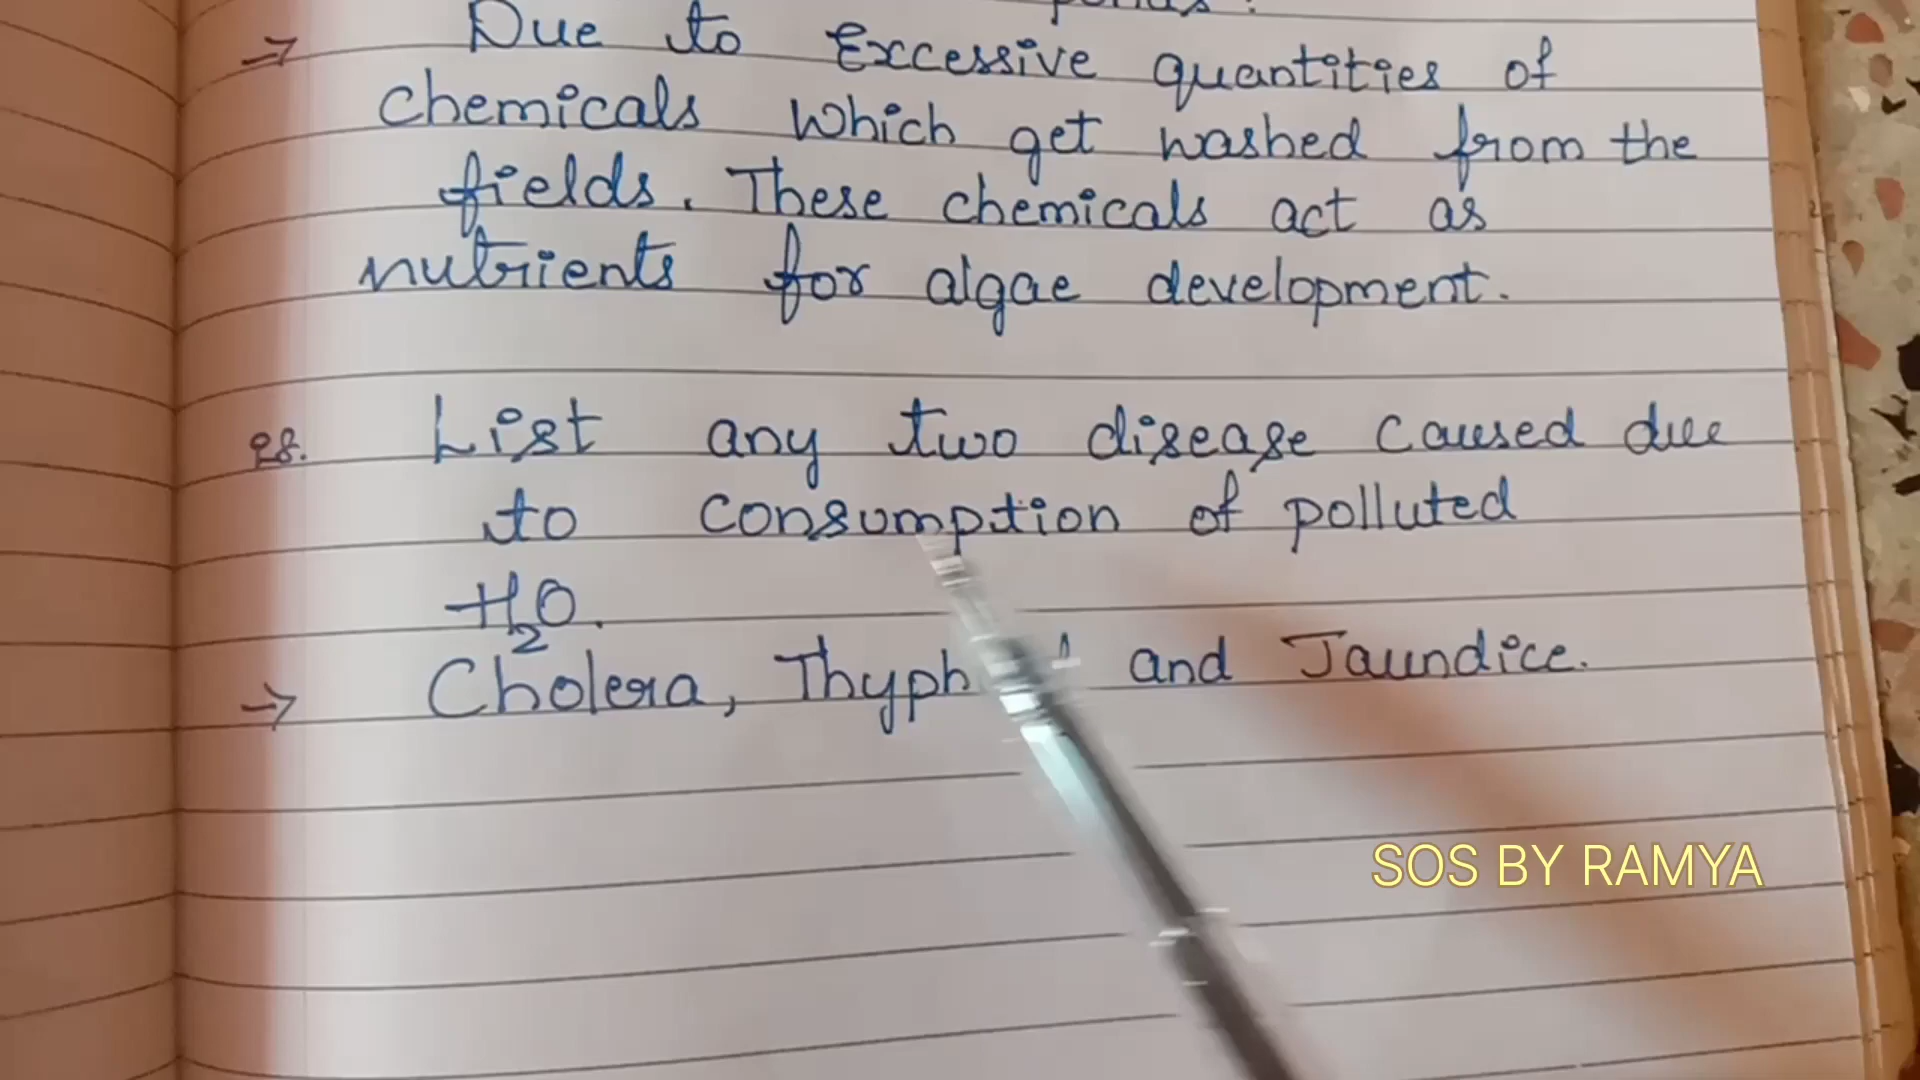 → Due to Excessive quantities of
chemicals which get washed from the
fields. These chemicals act as
nutrients for algae development.
28. List any two disease caused due
to consumption of polluted
H2O.
→ Cholera, and Jaundice.
SOS BY RAMYA